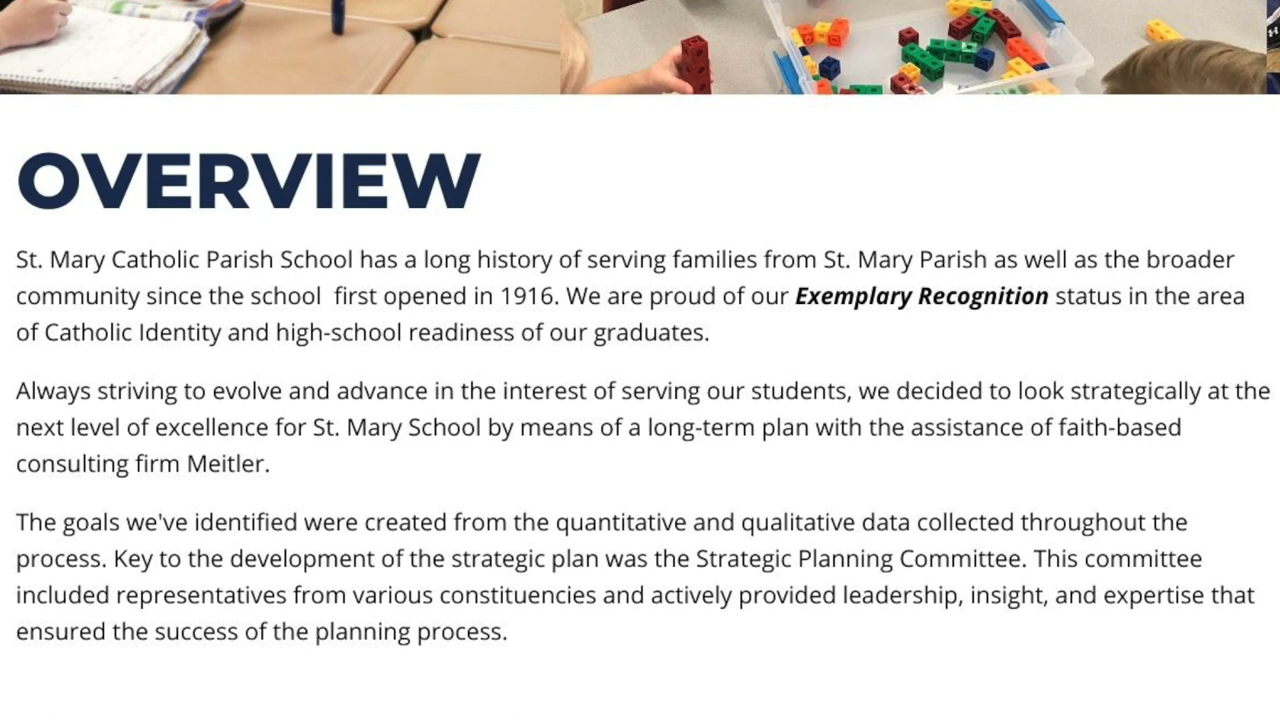 OVERVIEW
St. Mary Catholic Parish School has a long history of serving families from St. Mary Parish as well as the broader
community since the school  first opened in 1916. We are proud of our Exemplary Recognition status in the area
of Catholic Identity and high-school readiness of our graduates.
Always striving to evolve and advance in the interest of serving our students, we decided to look strategically at the
next level of excellence for St. Mary School by means of a long-term plan with the assistance of faith-based
consulting firm Meitler.
The goals we've identified were created from the quantitative and qualitative data collected throughout the
process. Key to the development of the strategic plan was the Strategic Planning Committee. This committee
included representatives from various constituencies and actively provided leadership, insight, and expertise that
ensured the success of the planning process.